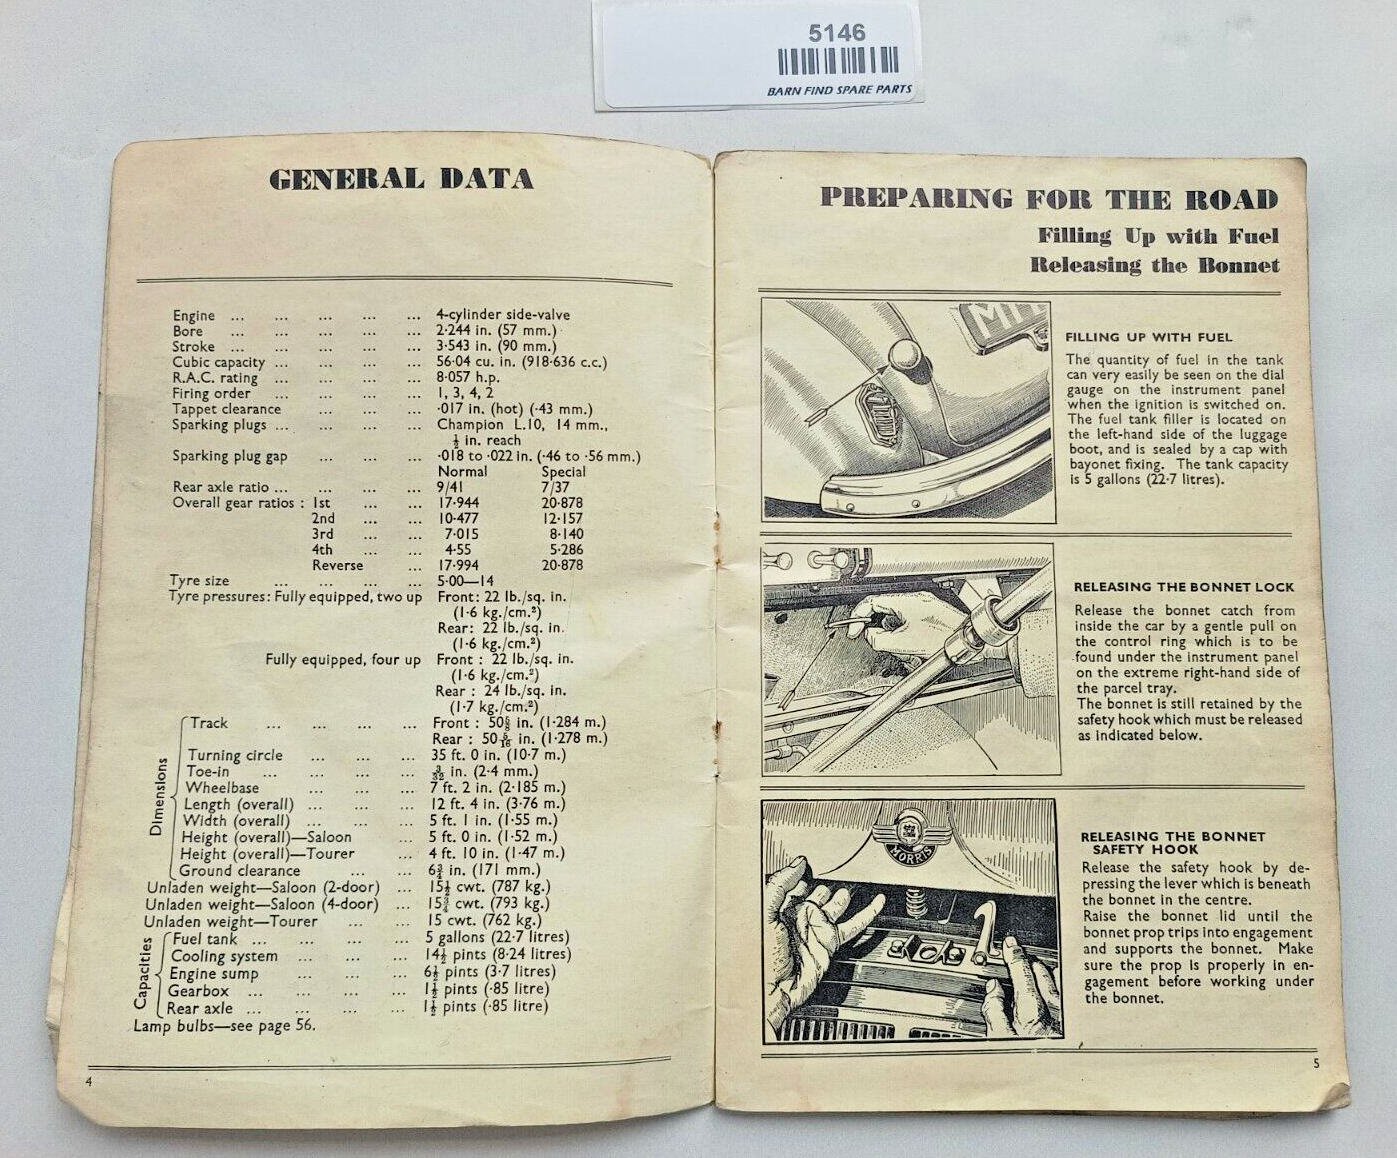 5146
BARN FIND SPARE PARTS
GENERAL DATA
Engine ... ... ... ... ... 4-cylinder side-valve
Bore ... ... ... ... ... 2·244 in. (57 mm.)
Stroke ... ... ... ... ... 3·543 in. (90 mm.)
Cubic capacity ... ... ... ... ... 56·04 cu. in. (918·636 c.c.)
R.A.C. rating ... ... ... ... ... 8·057 h.p.
Firing order ... ... ... ... ... 1, 3, 4, 2
Tappet clearance ... ... ... ·017 in. (hot) (·43 mm.)
Sparking plugs ... ... ... ... Champion L.10, 14 mm.,
½ in. reach
Sparking plug gap ... ... ... ·018 to ·022 in. (·46 to ·56 mm.)
Normal Special
Rear axle ratio ... ... ... ... 9/41 7/37
Overall gear ratios : 1st ... ... 17·944 20·878
2nd ... ... 10·477 12·157
3rd ... ... 7·015 8·140
4th ... ... 4·55 5·286
Reverse ... 17·994 20·878
Tyre size ... ... ... ... 5·00—14
Tyre pressures: Fully equipped, two up Front: 22 lb./sq. in.
(1·6 kg./cm.²)
Rear: 22 lb./sq. in.
(1·6 kg./cm.²)
Fully equipped, four up Front : 22 lb./sq. in.
(1·6 kg./cm.²)
Rear : 24 lb./sq. in.
(1·7 kg./cm.²)
Dimensions
Track ... ... ... ... Front : 50⅝ in. (1·284 m.)
Rear : 50 5/16 in. (1·278 m.)
Turning circle ... ... ... 35 ft. 0 in. (10·7 m.)
Toe-in ... ... ... ... 3/32 in. (2·4 mm.)
Wheelbase ... ... ... 7 ft. 2 in. (2·185 m.)
Length (overall) ... ... ... 12 ft. 4 in. (3·76 m.)
Width (overall) ... ... ... 5 ft. 1 in. (1·55 m.)
Height (overall)—Saloon ... 5 ft. 0 in. (1·52 m.)
Height (overall)—Tourer ... 4 ft. 10 in. (1·47 m.)
Ground clearance ... ... 6¾ in. (171 mm.)
Unladen weight—Saloon (2-door) ... 15½ cwt. (787 kg.)
Unladen weight—Saloon (4-door) ... 15¾ cwt. (793 kg.)
Unladen weight—Tourer ... ... 15 cwt. (762 kg.)
Capacities
Fuel tank ... ... ... ... 5 gallons (22·7 litres)
Cooling system ... ... ... 14½ pints (8·24 litres)
Engine sump ... ... ... 6½ pints (3·7 litres)
Gearbox ... ... ... ... 1½ pints (·85 litre)
Rear axle ... ... ... ... 1½ pints (·85 litre)
Lamp bulbs—see page 56.
4
PREPARING FOR THE ROAD
Filling Up with Fuel
Releasing the Bonnet
FILLING UP WITH FUEL
The quantity of fuel in the tank
can very easily be seen on the dial
gauge on the instrument panel
when the ignition is switched on.
The fuel tank filler is located on
the left-hand side of the luggage
boot, and is sealed by a cap with
bayonet fixing. The tank capacity
is 5 gallons (22·7 litres).
RELEASING THE BONNET LOCK
Release the bonnet catch from
inside the car by a gentle pull on
the control ring which is to be
found under the instrument panel
on the extreme right-hand side of
the parcel tray.
The bonnet is still retained by the
safety hook which must be released
as indicated below.
MORRIS
RELEASING THE BONNET
SAFETY HOOK
Release the safety hook by de-
pressing the lever which is beneath
the bonnet in the centre.
Raise the bonnet lid until the
bonnet prop trips into engagement
and supports the bonnet. Make
sure the prop is properly in en-
gagement before working under
the bonnet.
5